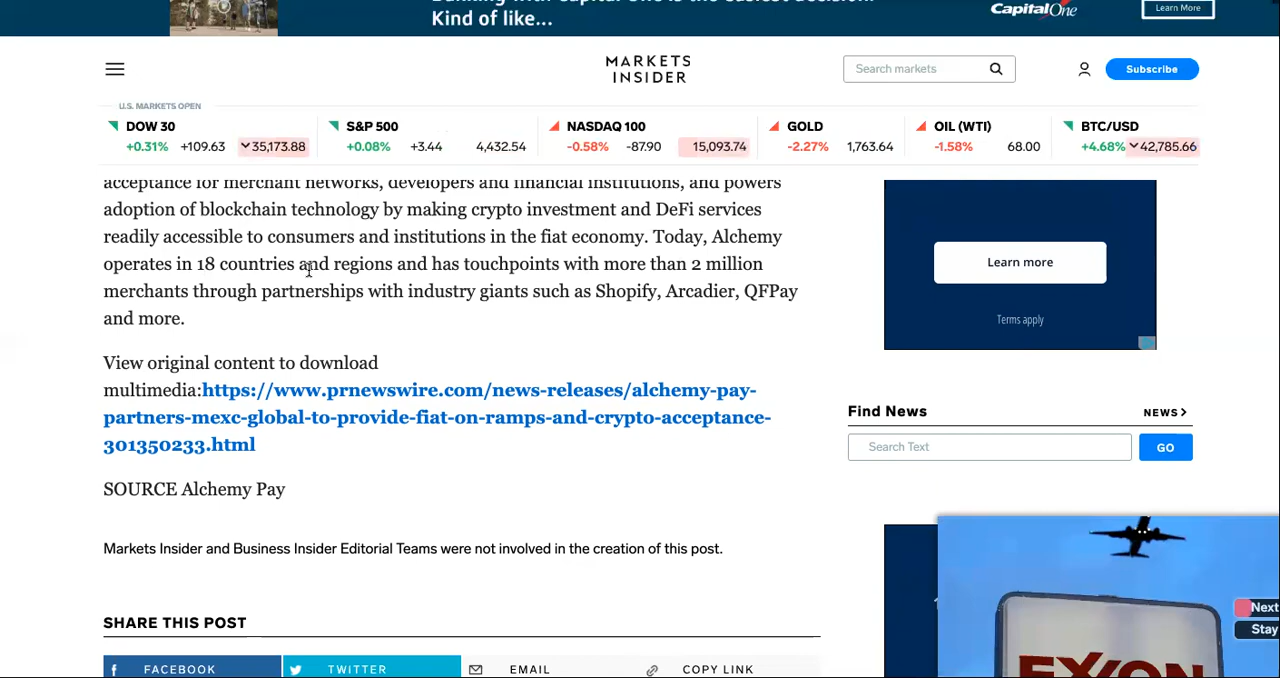 Kind of like...
CapitalOne
Learn More
MARKETS
INSIDER
Search markets
Subscribe
U.S. MARKETS OPEN
DOW 30
+0.31% +109.63 35,173.88
S&P 500
+0.08% +3.44 4,432.54
NASDAQ 100
-0.58% -87.90 15,093.74
GOLD
-2.27% 1,763.64
OIL (WTI)
-1.58% 68.00
BTC/USD
+4.68% 42,785.66
acceptance for merchant networks, developers and financial institutions, and powers
adoption of blockchain technology by making crypto investment and DeFi services
readily accessible to consumers and institutions in the fiat economy. Today, Alchemy
operates in 18 countries and regions and has touchpoints with more than 2 million
merchants through partnerships with industry giants such as Shopify, Arcadier, QFPay
and more.
View original content to download
multimedia:https://www.prnewswire.com/news-releases/alchemy-pay-
partners-mexc-global-to-provide-fiat-on-ramps-and-crypto-acceptance-
301350233.html
SOURCE Alchemy Pay
Markets Insider and Business Insider Editorial Teams were not involved in the creation of this post.
SHARE THIS POST
FACEBOOK
TWITTER
EMAIL
COPY LINK
Learn more
Terms apply
Find News
NEWS
Search Text
GO
Next
Stay
EXXON